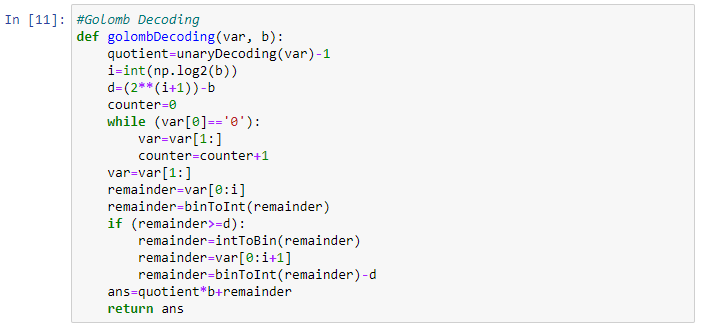 In [11]: #Golomb Decoding
def golombDecoding(var, b):
    quotient=unaryDecoding(var)-1
    i=int(np.log2(b))
    d=(2**(i+1))-b
    counter=0
    while (var[0]=='0'):
        var=var[1:]
        counter=counter+1
    var=var[1:]
    remainder=var[0:i]
    remainder=binToInt(remainder)
    if (remainder>=d):
        remainder=intToBin(remainder)
        remainder=var[0:i+1]
        remainder=binToInt(remainder)-d
    ans=quotient*b+remainder
    return ans